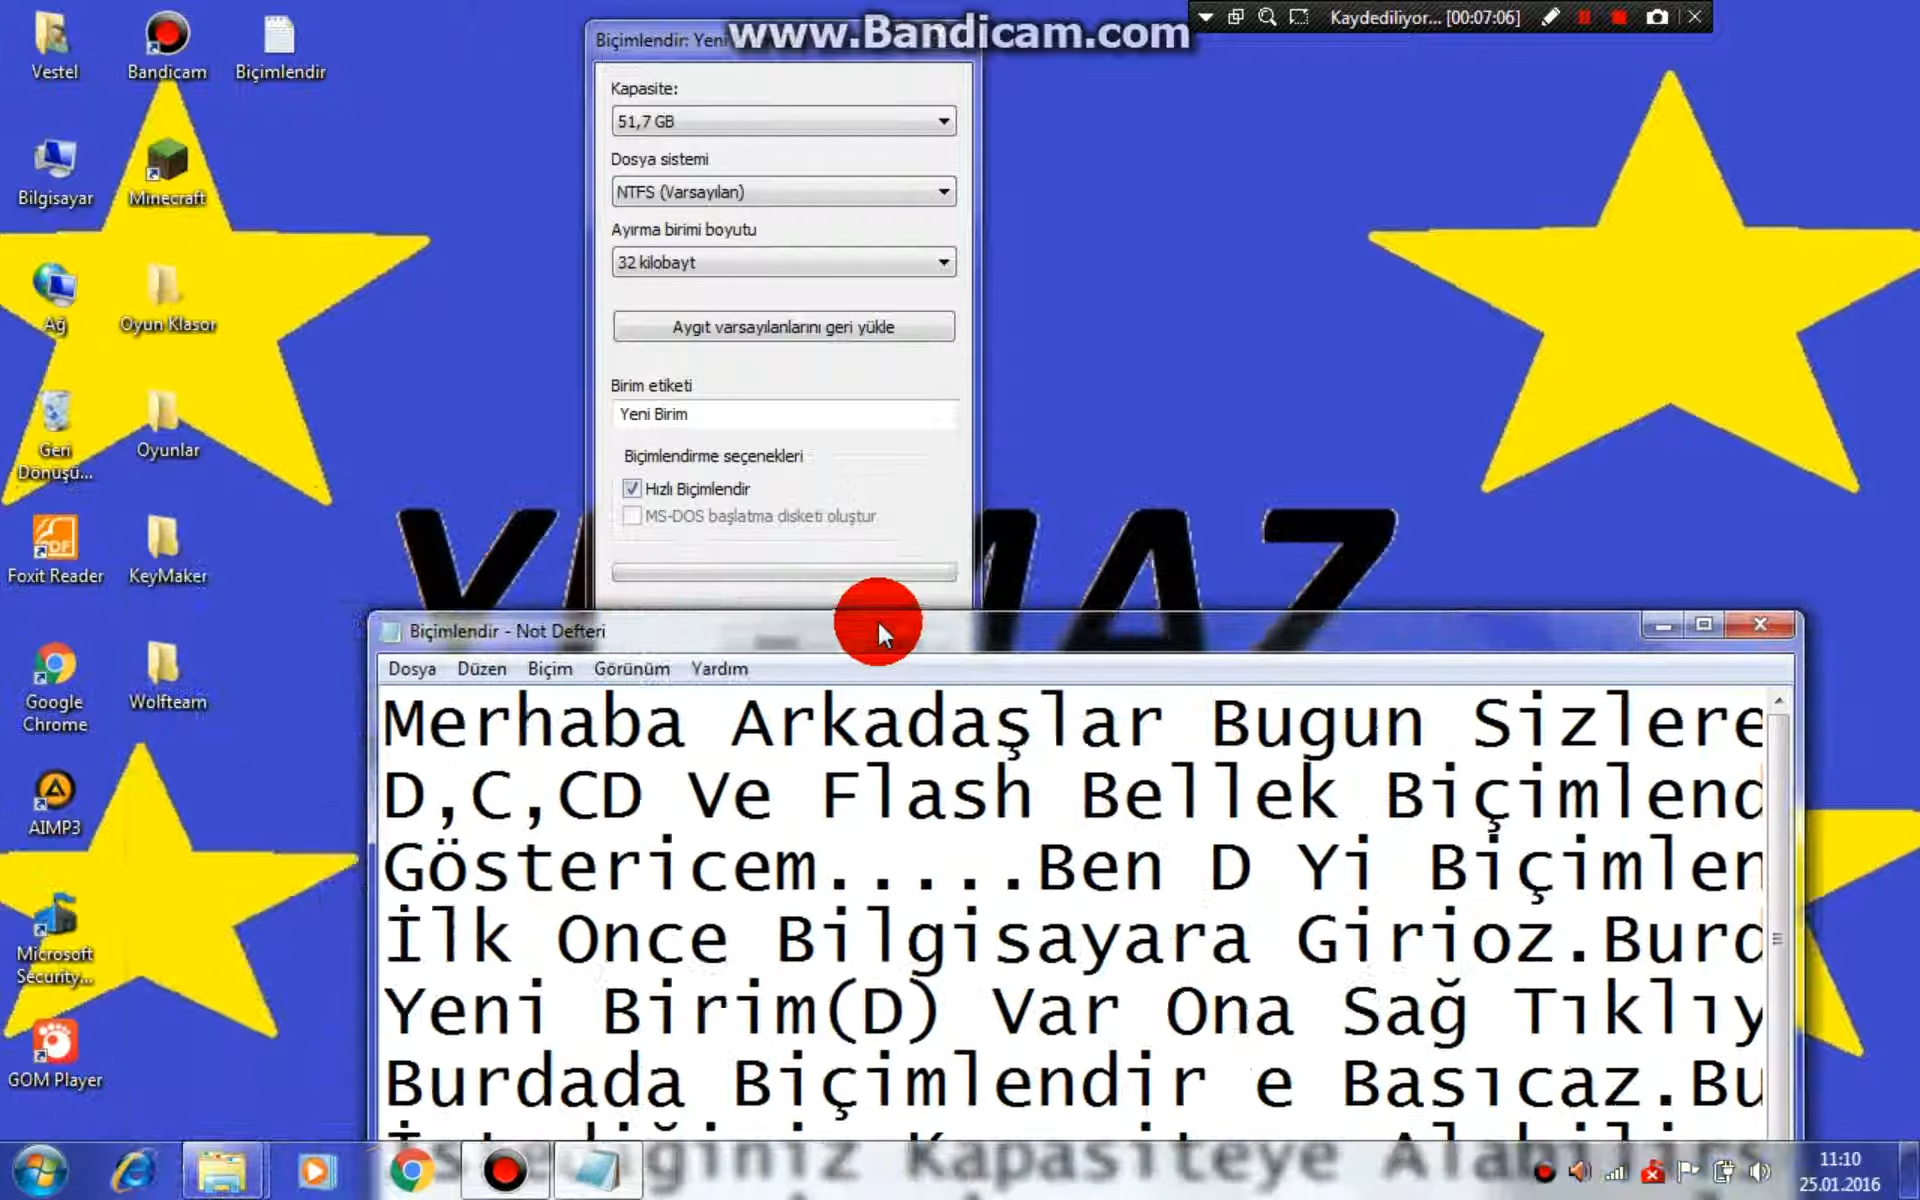 www.Bandicam.com
Kaydediliyor... [00:07:06]
Vestel
Bandicam
Biçimlendir
Bilgisayar
Minecraft
Ağ
Oyun Klasor
Geri
Dönüşü...
Oyunlar
Foxit Reader
KeyMaker
Google
Chrome
Wolfteam
AIMP3
Microsoft
Security...
GOM Player
Biçimlendir: Yeni
Kapasite:
51,7 GB
Dosya sistemi
NTFS (Varsayılan)
Ayırma birimi boyutu
32 kilobayt
Aygıt varsayılanlarını geri yükle
Birim etiketi
Yeni Birim
Biçimlendirme seçenekleri
Hızlı Biçimlendir
MS-DOS başlatma disketi oluştur
Biçimlendir - Not Defteri
Dosya Düzen Biçim Görünüm Yardım
Merhaba Arkadaşlar Bugun Sizlere
D,C,CD Ve Flash Bellek Biçimlend
Göstericem.....Ben D Yi Biçimlen
İlk Once Bilgisayara Girioz.Burd
Yeni Birim(D) Var Ona Sağ Tıklıy
Burdada Biçimlendir e Basıcaz.Bu
Kapasiteye
11:10
25.01.2016